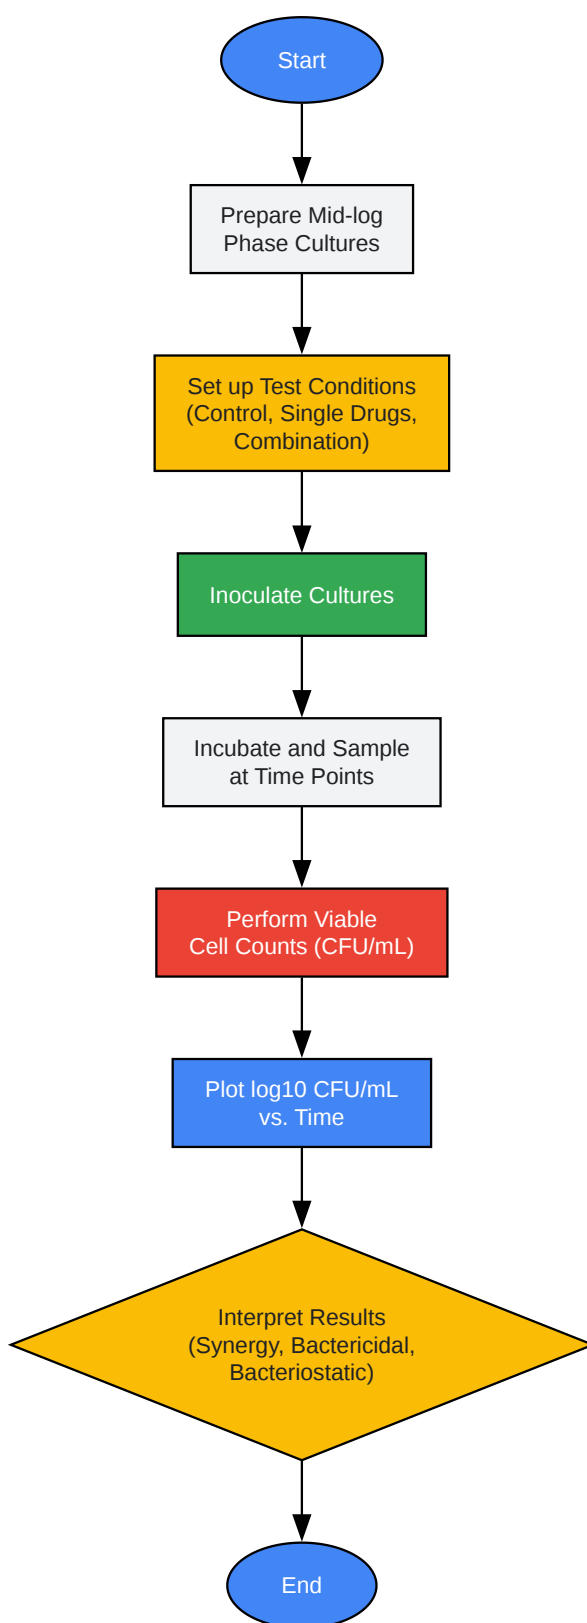 Start
Prepare Mid-log
Phase Cultures
Set up Test Conditions
(Control, Single Drugs,
Combination)
Inoculate Cultures
Incubate and Sample
at Time Points
Perform Viable
Cell Counts (CFU/mL)
Plot log10 CFU/mL
vs. Time
Interpret Results
(Synergy, Bactericidal,
Bacteriostatic)
End